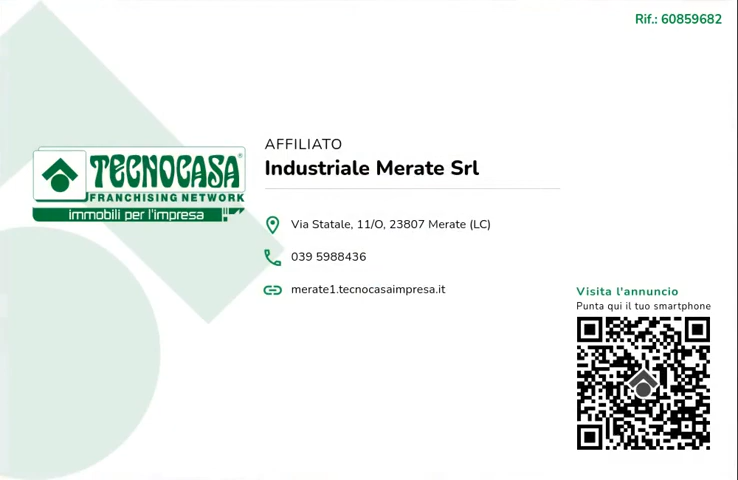 Rif.: 60859682
AFFILIATO
Industriale Merate Srl
TECNOCASA®
FRANCHISING NETWORK
immobili per l'impresa
Via Statale, 11/O, 23807 Merate (LC)
039 5988436
merate1.tecnocasaimpresa.it
Visita l'annuncio
Punta qui il tuo smartphone